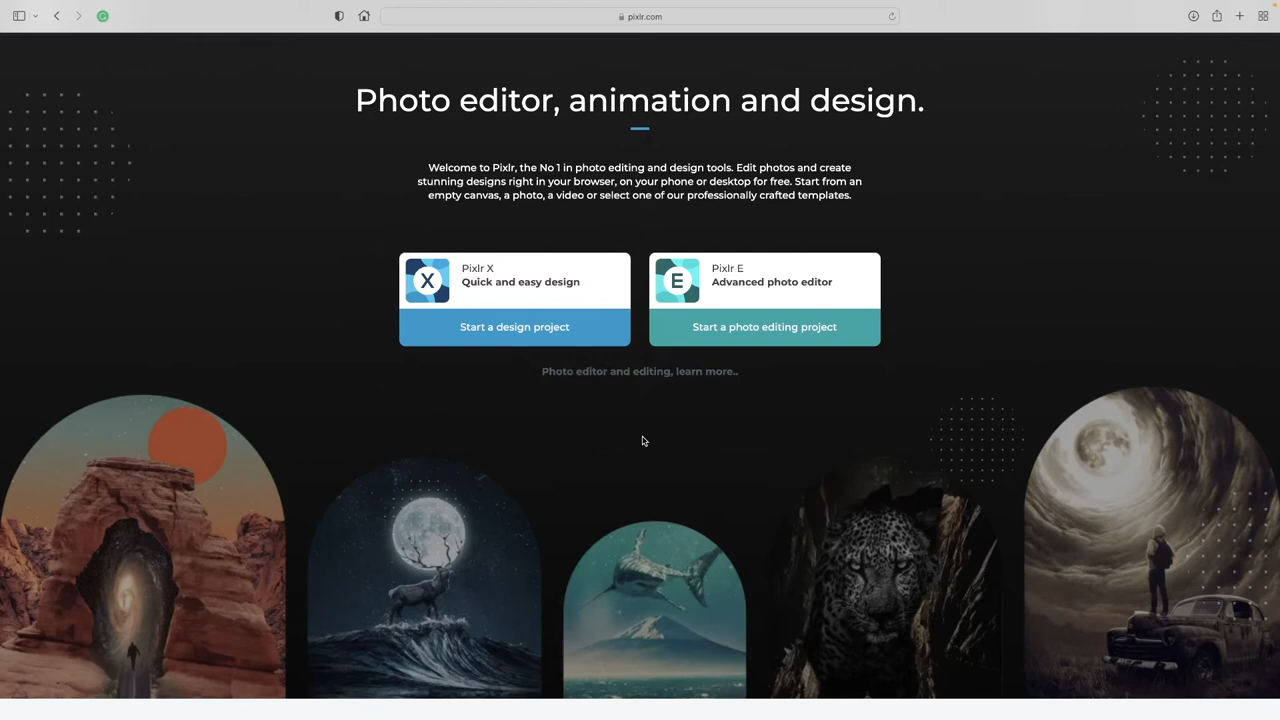 pixlr.com
Photo editor, animation and design.
Welcome to Pixlr, the No 1 in photo editing and design tools. Edit photos and create
stunning designs right in your browser, on your phone or desktop for free. Start from an
empty canvas, a photo, a video or select one of our professionally crafted templates.
X
Pixlr X
Quick and easy design
Start a design project
E
Pixlr E
Advanced photo editor
Start a photo editing project
Photo editor and editing, learn more..